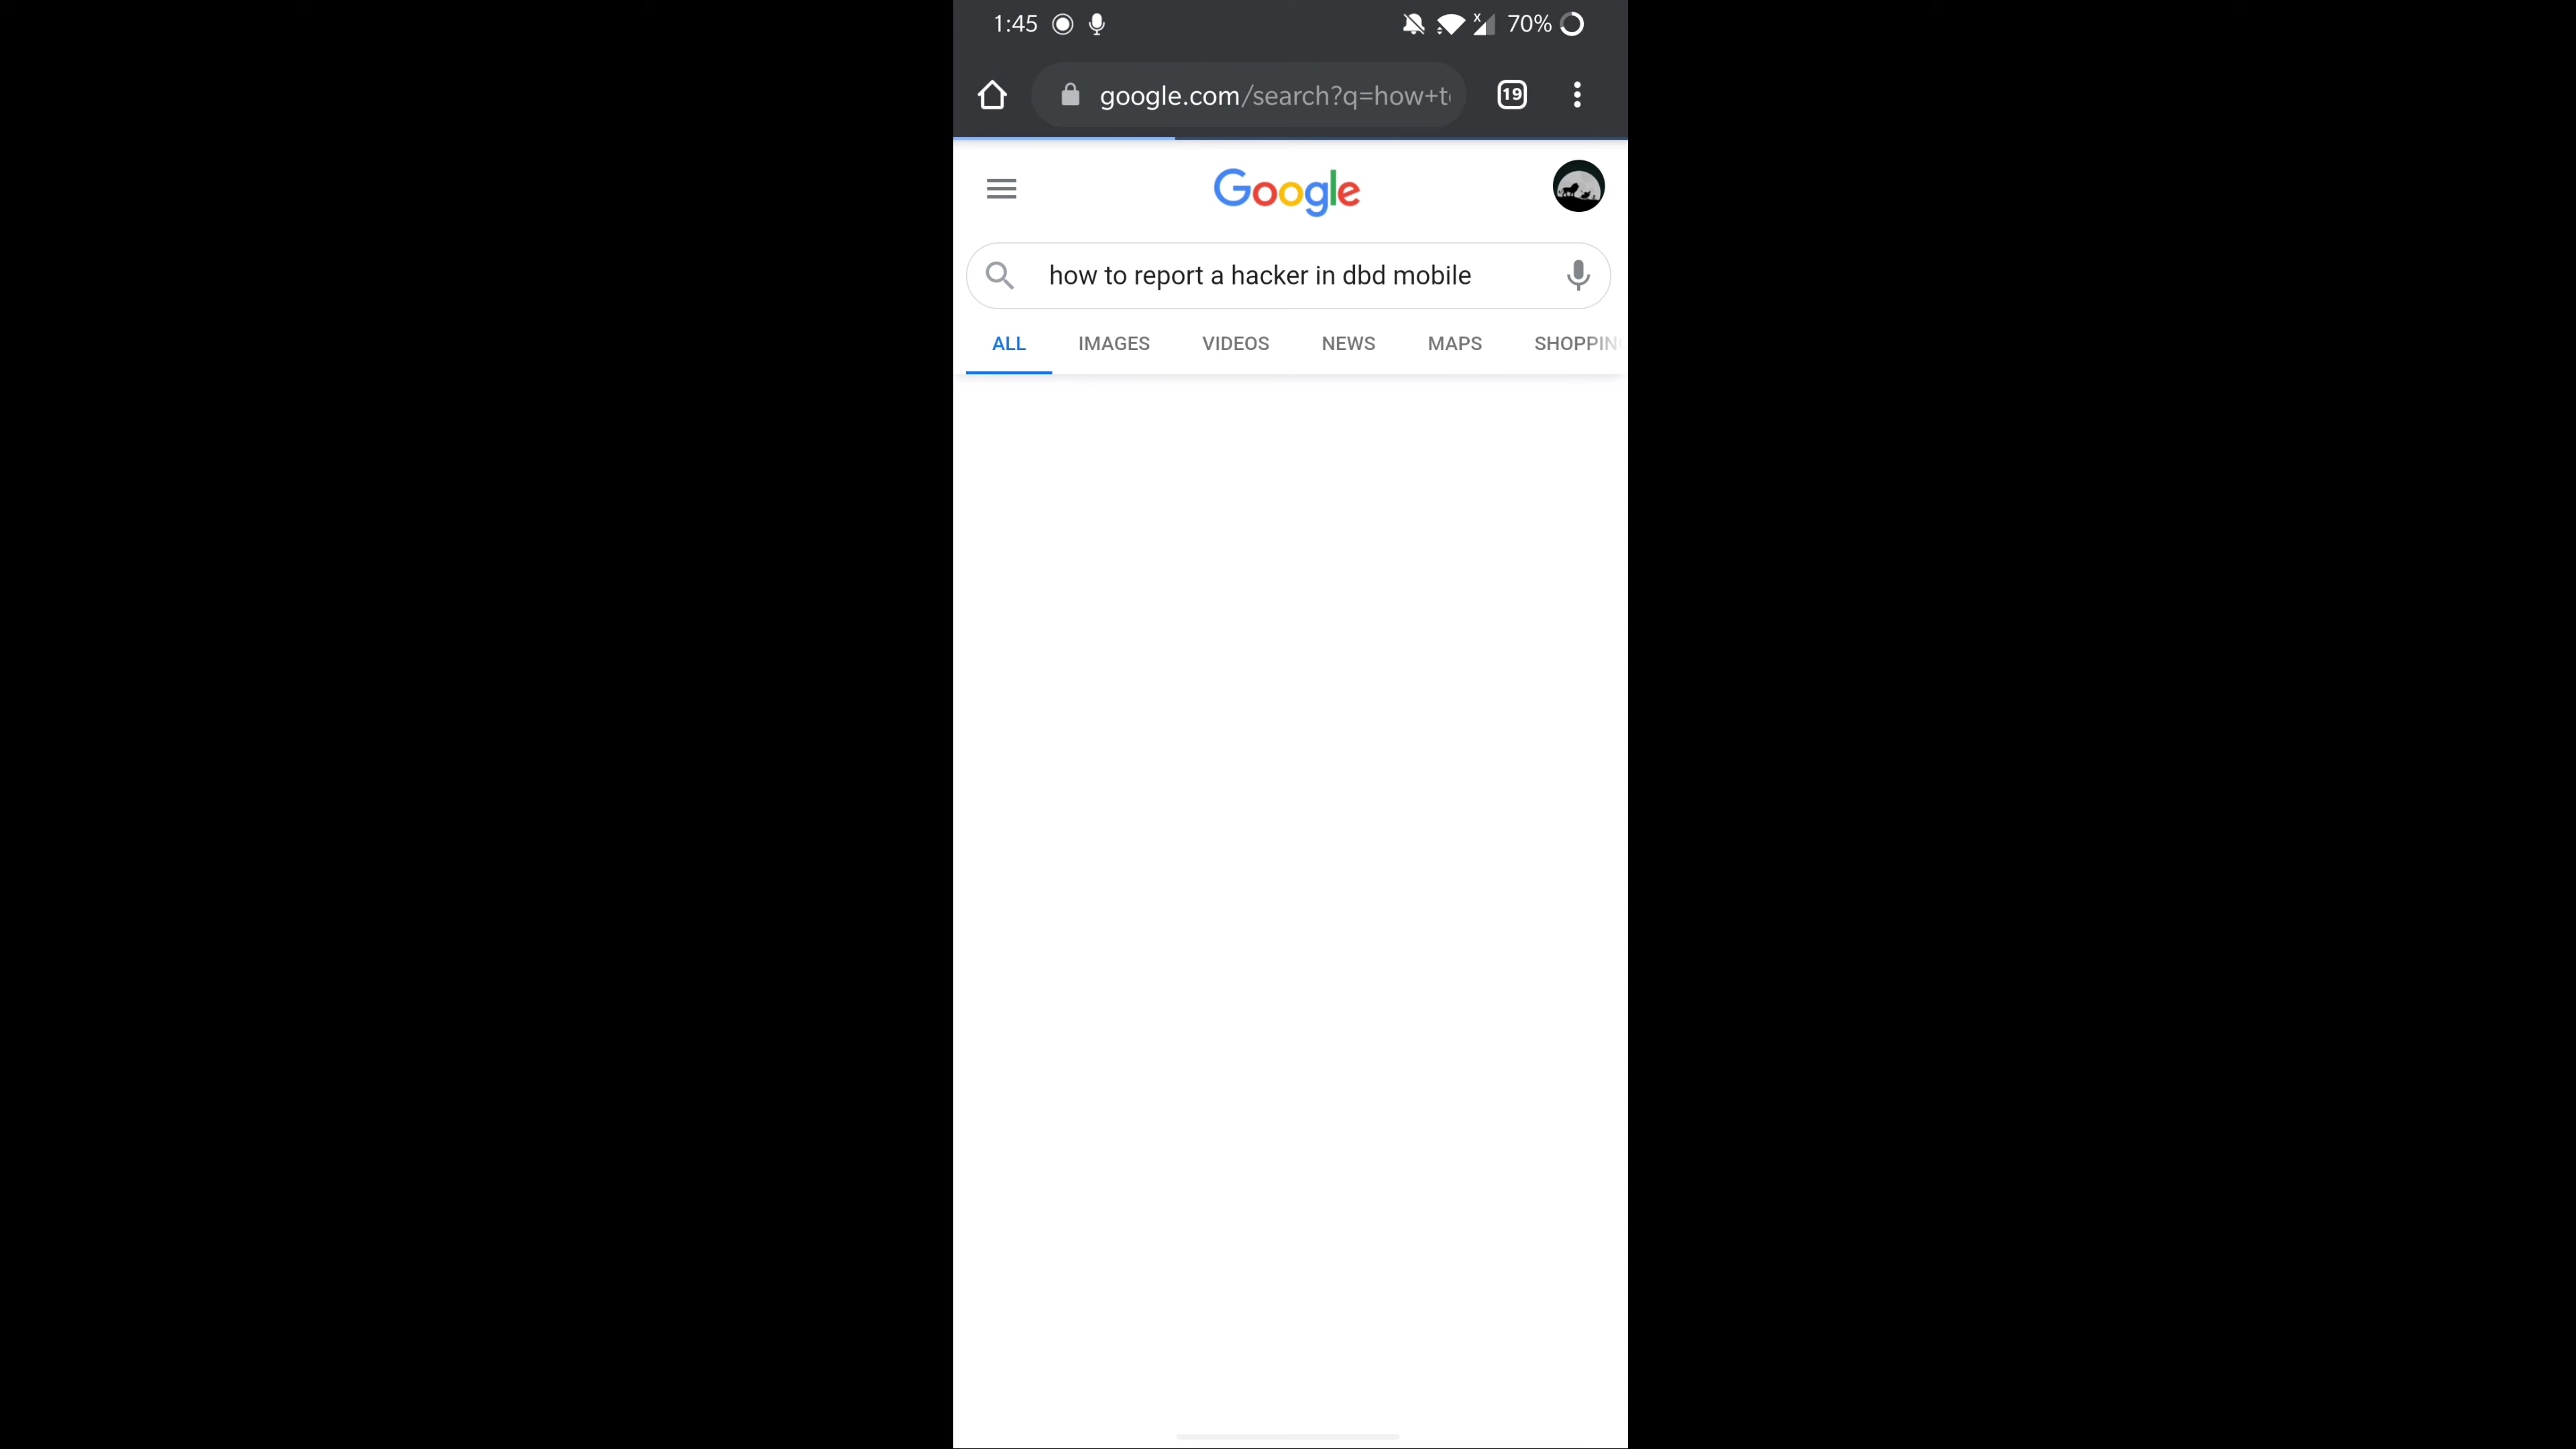 1:45 70%
google.com/search?q=how+t
19
Google
how to report a hacker in dbd mobile
ALL IMAGES VIDEOS NEWS MAPS SHOPPIN